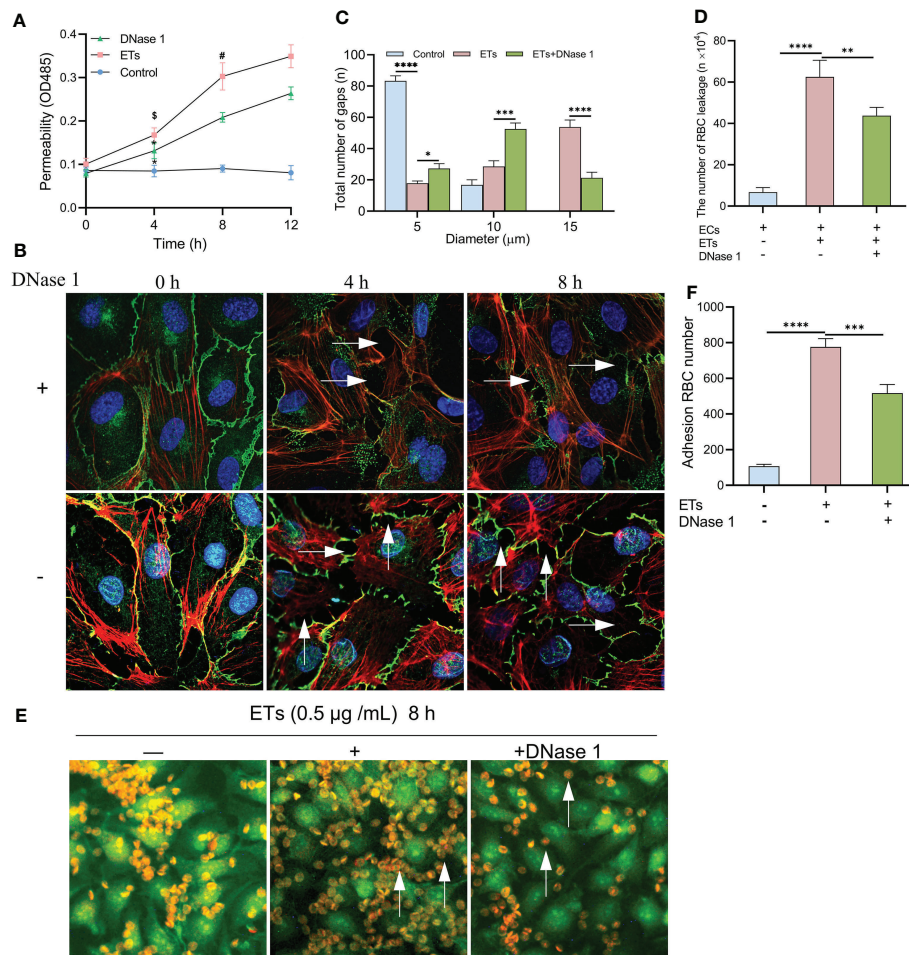 A
Permeability (OD485)
0.4
0.3
0.2
0.1
0.0
DNase 1
ETs
Control
$
*
*
#
0 4 8 12
Time (h)
C
Total number of gaps (n)
100
80
60
40
20
0
Control ETs ETs+DNase 1
**** * *** ****
5 10 15
Diameter (μm)
D
The number of RBC leakage (n ×10⁴)
80
60
40
20
0
**** **
ECs + + +
ETs - + +
DNase 1 - - +
B
DNase 1 0 h 4 h 8 h
+
-
F
Adhesion RBC number
1000
800
600
400
200
0
**** ***
ETs - + +
DNase 1 - - +
E
ETs (0.5 μg /mL) 8 h
— + +DNase 1